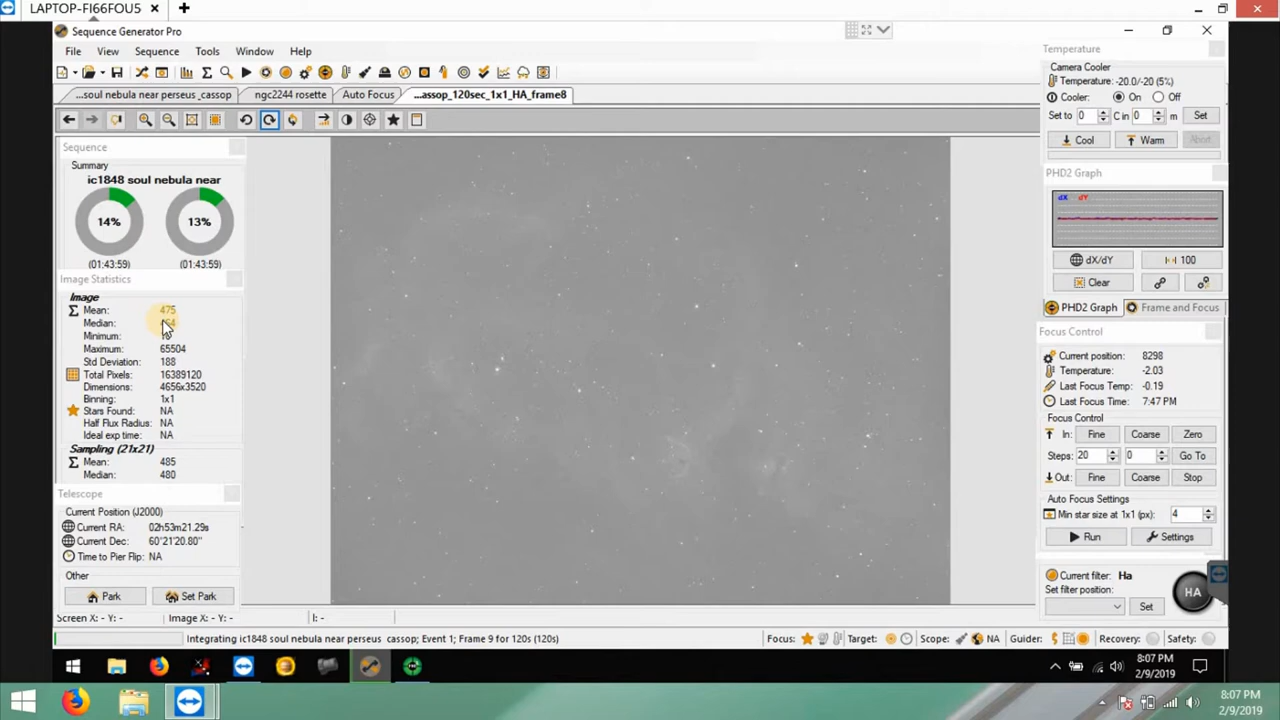 LAPTOP-FI66FOU5
Sequence Generator Pro
File View Sequence Tools Window Help
...soul nebula near perseus _cassop
ngc2244 rosette
Auto Focus
...assop_120sec_1x1_HA_frame8
Sequence
Summary
ic1848 soul nebula near
14% 13%
(01:43:59) (01:43:59)
Image Statistics
Image
Mean: 475
Median:
Minimum:
Maximum: 65504
Std Deviation: 188
Total Pixels: 16389120
Dimensions: 4656x3520
Binning: 1x1
Stars Found: NA
Half Flux Radius: NA
Ideal exp time: NA
Sampling (21x21)
Mean: 485
Median: 480
Telescope
Current Position (J2000)
Current RA: 02h53m21.29s
Current Dec: 60°21'20.80"
Time to Pier Flip: NA
Other
Park Set Park
Screen X: - Y: - Image X: - Y: - I: -
Integrating ic1848 soul nebula near perseus cassop; Event 1; Frame 9 for 120s (120s)
Focus: Target: Scope: NA Guider: Recovery: Safety:
Temperature
Camera Cooler
Temperature: -20.0/-20 (5%)
Cooler: On Off
Set to 0 C in 0 m Set
Cool Warm Abort
PHD2 Graph
dX dY
dX/dY 100
Clear
PHD2 Graph Frame and Focus
Focus Control
Current position: 8298
Temperature: -2.03
Last Focus Temp: -0.19
Last Focus Time: 7:47 PM
Focus Control
In: Fine Coarse Zero
Steps: 20 0 Go To
Out: Fine Coarse Stop
Auto Focus Settings
Min star size at 1x1 (px): 4
Run Settings
Current filter: Ha
Set filter position:
Set
HA
8:07 PM
2/9/2019
8:07 PM
2/9/2019